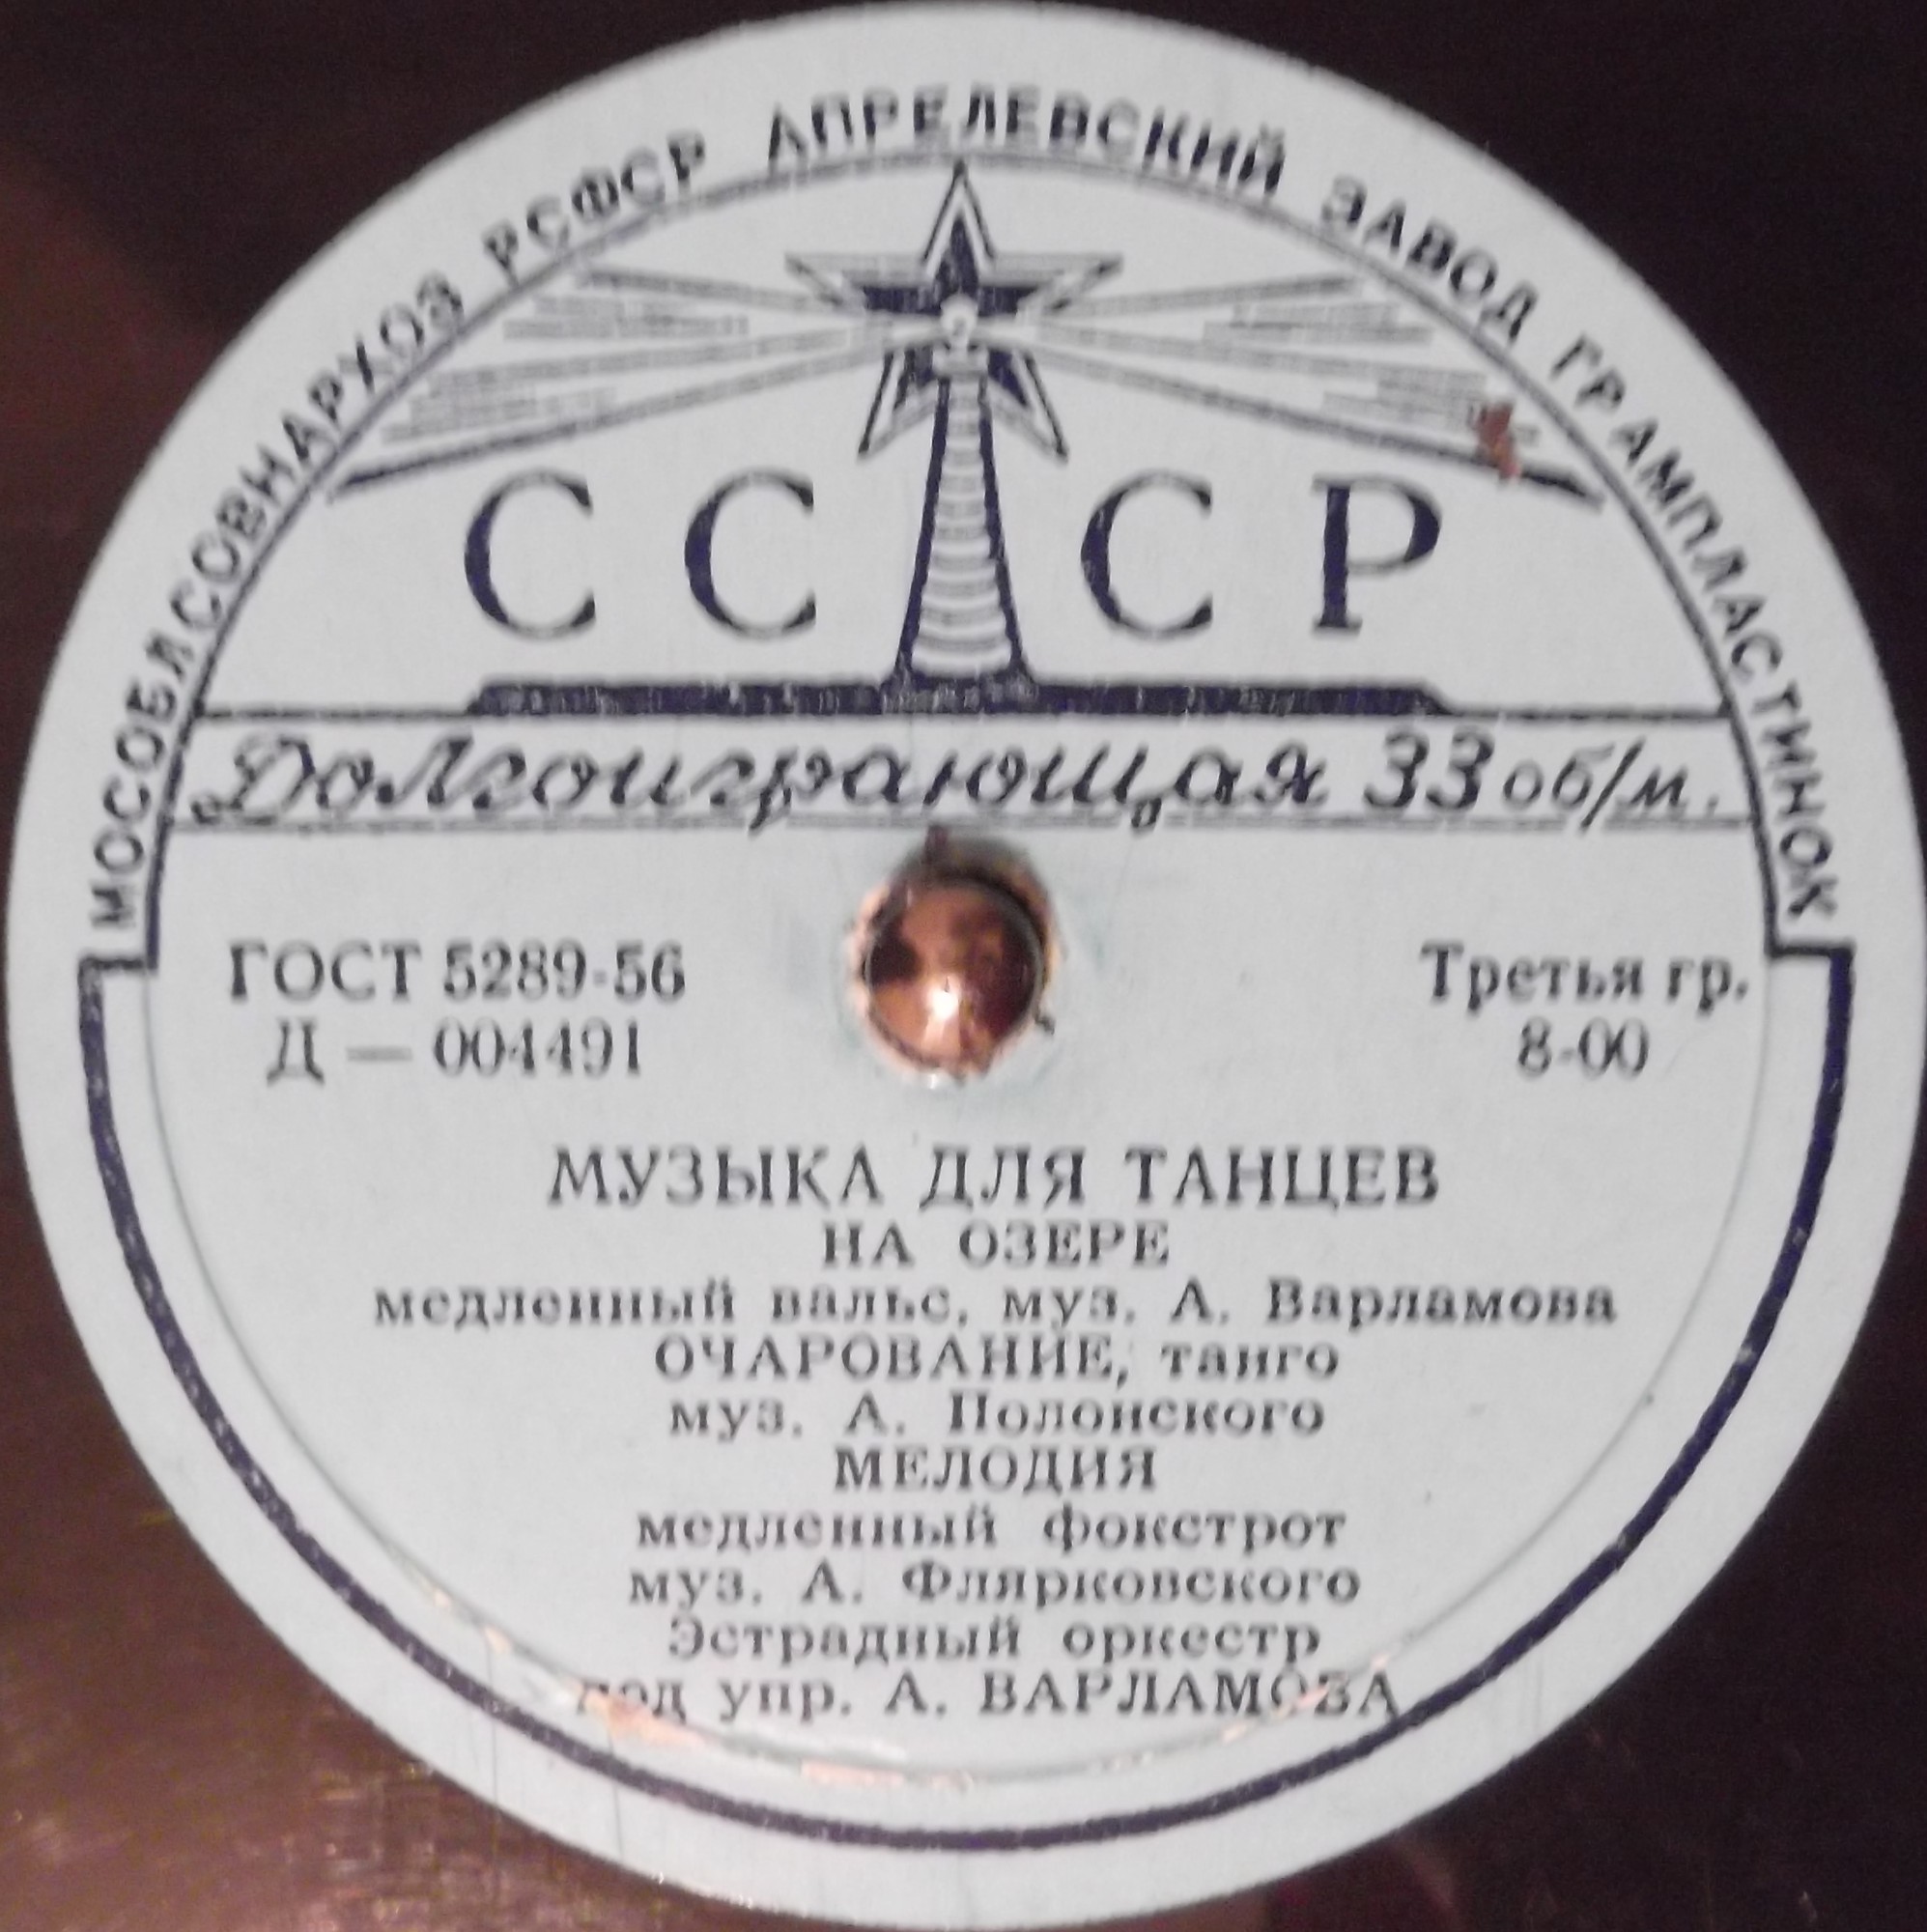 МОСОБЛСОВНАРХОЗ РСФСР АПРЕЛЕВСКИЙ ЗАВОД ГРАМПЛАСТИНОК
СССР
Долгоиграющая 33 об/м.
ГОСТ 5289-56
Д — 004491
Третья гр.
8-00
МУЗЫКА ДЛЯ ТАНЦЕВ
НА ОЗЕРЕ
медленный вальс, муз. А. Варламова
ОЧАРОВАНИЕ, танго
муз. А. Полонского
МЕЛОДИЯ
медленный фокстрот
муз. А. Флярковского
Эстрадный оркестр
под упр. А. ВАРЛАМОВА